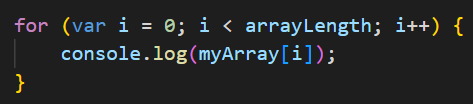 for (var i = 0; i < arrayLength; i++) {
    console.log(myArray[i]);
}